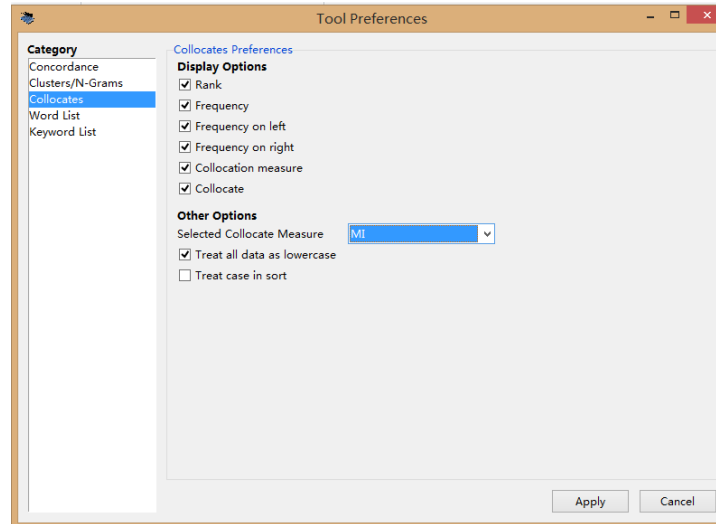 Tool Preferences
Category
Concordance
Clusters/N-Grams
Collocates
Word List
Keyword List
Collocates Preferences
Display Options
Rank
Frequency
Frequency on left
Frequency on right
Collocation measure
Collocate
Other Options
Selected Collocate Measure MI
Treat all data as lowercase
Treat case in sort
Apply Cancel